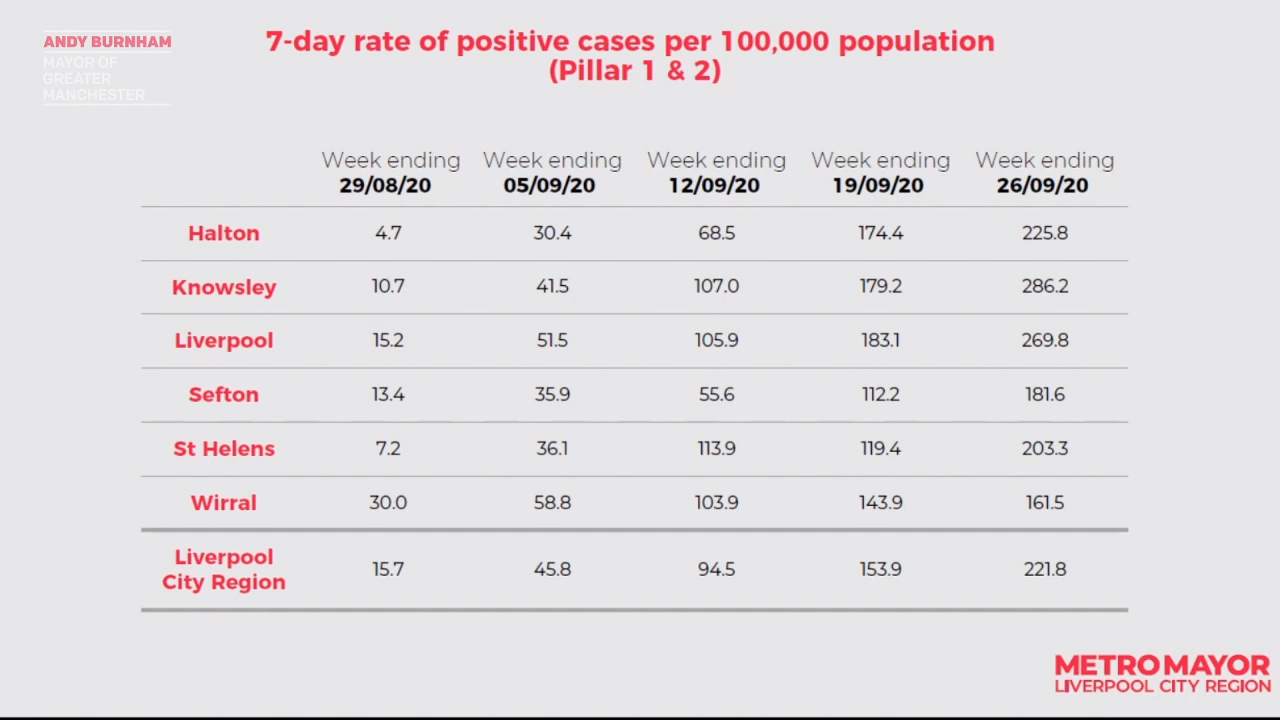 ANDY BURNHAM
MAYOR OF
GREATER
MANCHESTER
7-day rate of positive cases per 100,000 population
(Pillar 1 & 2)
Week ending Week ending Week ending Week ending Week ending
29/08/20 05/09/20 12/09/20 19/09/20 26/09/20
Halton 4.7 30.4 68.5 174.4 225.8
Knowsley 10.7 41.5 107.0 179.2 286.2
Liverpool 15.2 51.5 105.9 183.1 269.8
Sefton 13.4 35.9 55.6 112.2 181.6
St Helens 7.2 36.1 113.9 119.4 203.3
Wirral 30.0 58.8 103.9 143.9 161.5
Liverpool
City Region 15.7 45.8 94.5 153.9 221.8
METRO MAYOR
LIVERPOOL CITY REGION